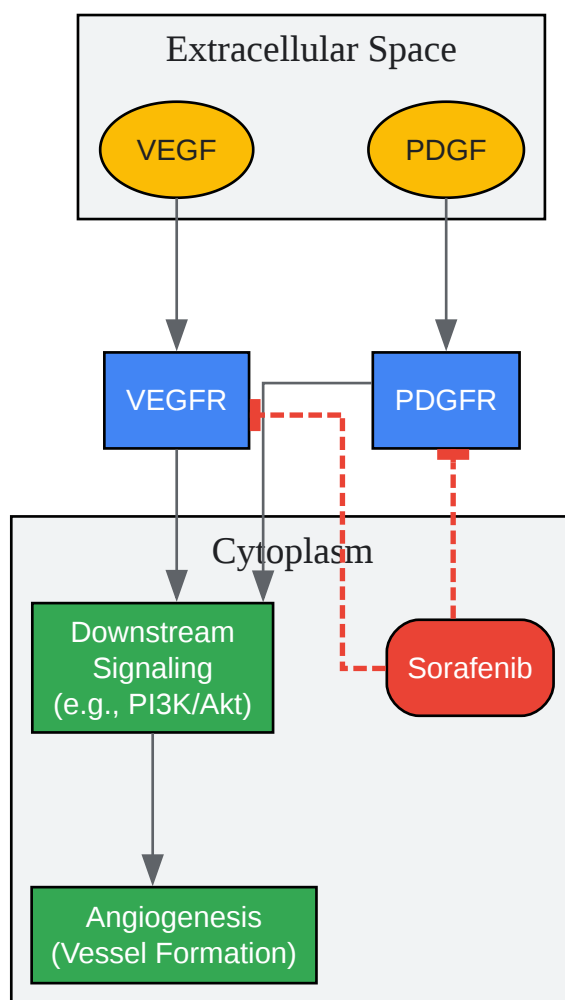 Extracellular Space
VEGF
PDGF
VEGFR
PDGFR
Cytoplasm
Downstream
Signaling
(e.g., PI3K/Akt)
Sorafenib
Angiogenesis
(Vessel Formation)